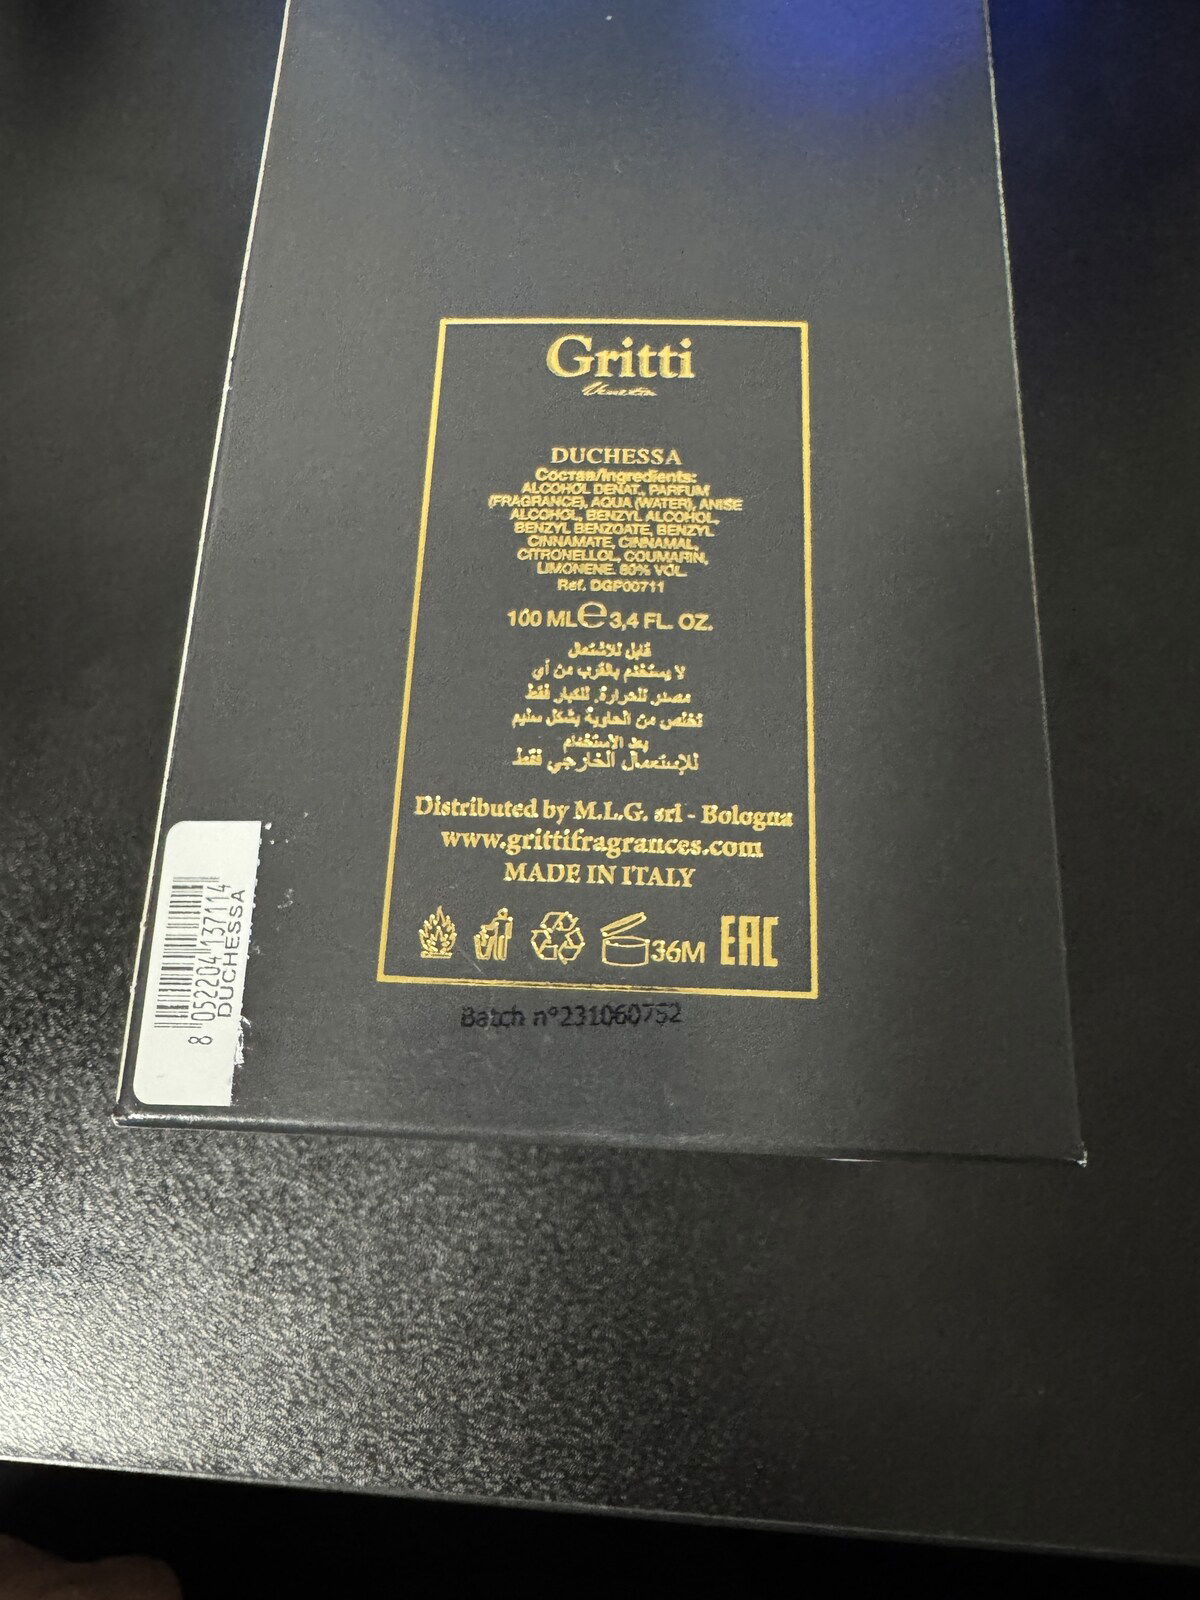 Gritti
Venetia
DUCHESSA
Состав/Ingredients:
ALCOHOL DENAT., PARFUM
(FRAGRANCE), AQUA (WATER), ANISE
ALCOHOL, BENZYL ALCOHOL,
BENZYL BENZOATE, BENZYL
CINNAMATE, CINNAMAL,
CITRONELLOL, COUMARIN,
LIMONENE. 80% VOL.
Ref. DGP00711
100 ML e 3,4 FL. OZ.
قابل للاشتعال
لا يستخدم بالقرب من أي
مصدر للحرارة. للكبار فقط
تخلص من الحاوية بشكل سليم
بعد الأستخدام
للإستعمال الخارجي فقط
Distributed by M.L.G. srl - Bologna
www.grittifragrances.com
MADE IN ITALY
36M EAC
Batch n°231060752
8 052204 137114
DUCHESSA